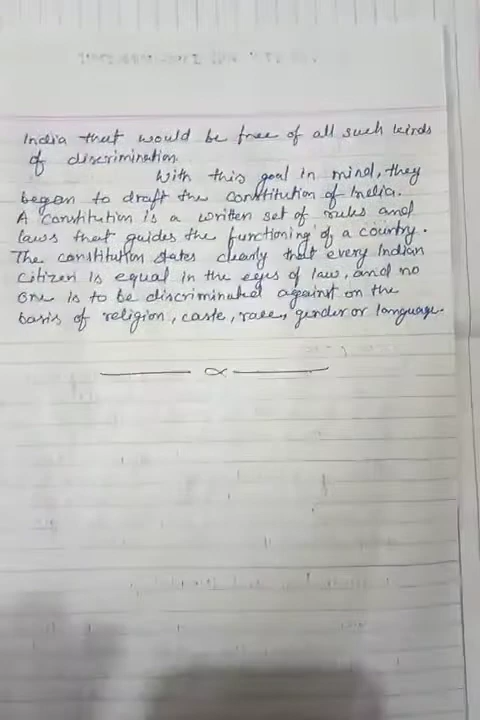 India that would be free of all such kinds
of discrimination.
With this goal in mind, they
began to draft the constitution of India.
A constitution is a written set of rules and
laws that guides the functioning of a country.
The constitution states clearly that every Indian
citizen is equal in the eyes of law, and no
one is to be discriminated against on the
basis of religion, caste, race, gender or language.